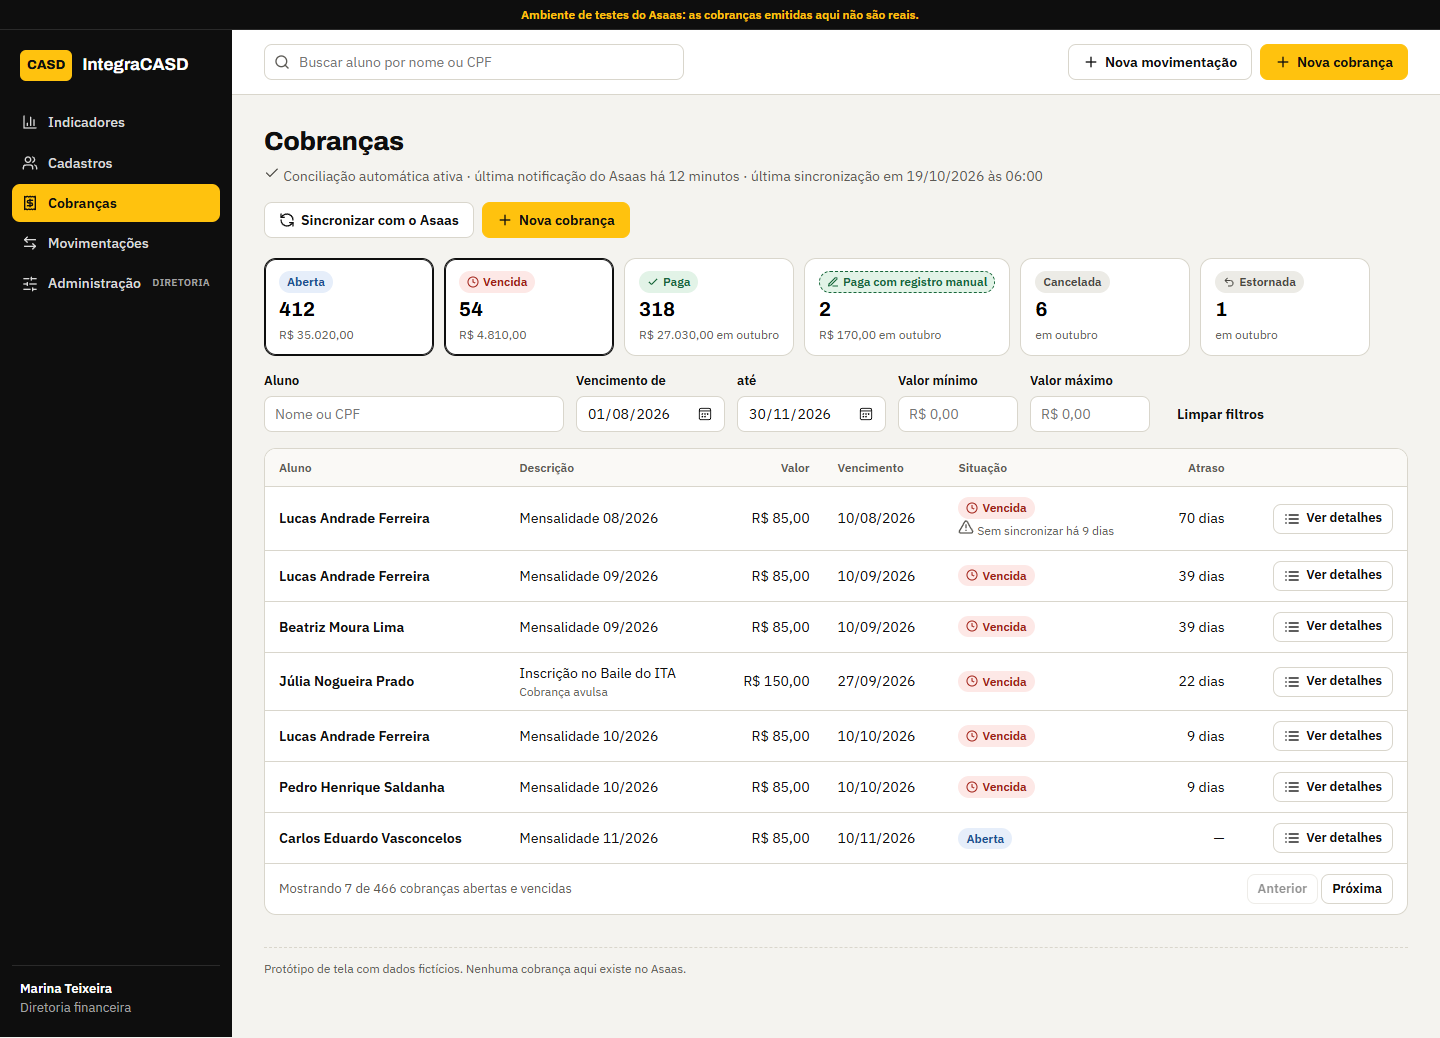 Ambiente de testes do Asaas: as cobranças emitidas aqui não são reais.
CASD IntegraCASD
Indicadores
Cadastros
Cobranças
Movimentações
Administração DIRETORIA
Marina Teixeira
Diretoria financeira
Buscar aluno por nome ou CPF
Nova movimentação
Nova cobrança
Cobranças
Conciliação automática ativa · última notificação do Asaas há 12 minutos · última sincronização em 19/10/2026 às 06:00
Sincronizar com o Asaas
Nova cobrança
Aberta
412
R$ 35.020,00
Vencida
54
R$ 4.810,00
Paga
318
R$ 27.030,00 em outubro
Paga com registro manual
2
R$ 170,00 em outubro
Cancelada
6
em outubro
Estornada
1
em outubro
Aluno
Nome ou CPF
Vencimento de
01/08/2026
até
30/11/2026
Valor mínimo
R$ 0,00
Valor máximo
R$ 0,00
Limpar filtros
Aluno Descrição Valor Vencimento Situação Atraso
Lucas Andrade Ferreira Mensalidade 08/2026 R$ 85,00 10/08/2026 Vencida 70 dias Ver detalhes
Sem sincronizar há 9 dias
Lucas Andrade Ferreira Mensalidade 09/2026 R$ 85,00 10/09/2026 Vencida 39 dias Ver detalhes
Beatriz Moura Lima Mensalidade 09/2026 R$ 85,00 10/09/2026 Vencida 39 dias Ver detalhes
Júlia Nogueira Prado Inscrição no Baile do ITA R$ 150,00 27/09/2026 Vencida 22 dias Ver detalhes
Cobrança avulsa
Lucas Andrade Ferreira Mensalidade 10/2026 R$ 85,00 10/10/2026 Vencida 9 dias Ver detalhes
Pedro Henrique Saldanha Mensalidade 10/2026 R$ 85,00 10/10/2026 Vencida 9 dias Ver detalhes
Carlos Eduardo Vasconcelos Mensalidade 11/2026 R$ 85,00 10/11/2026 Aberta — Ver detalhes
Mostrando 7 de 466 cobranças abertas e vencidas
Anterior Próxima
Protótipo de tela com dados fictícios. Nenhuma cobrança aqui existe no Asaas.